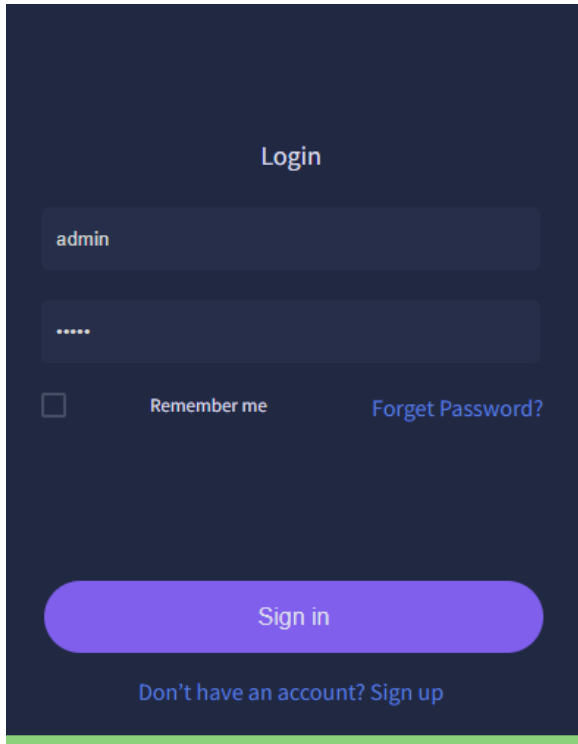 Login
admin
•••••
Remember me Forget Password?
Sign in
Don’t have an account? Sign up